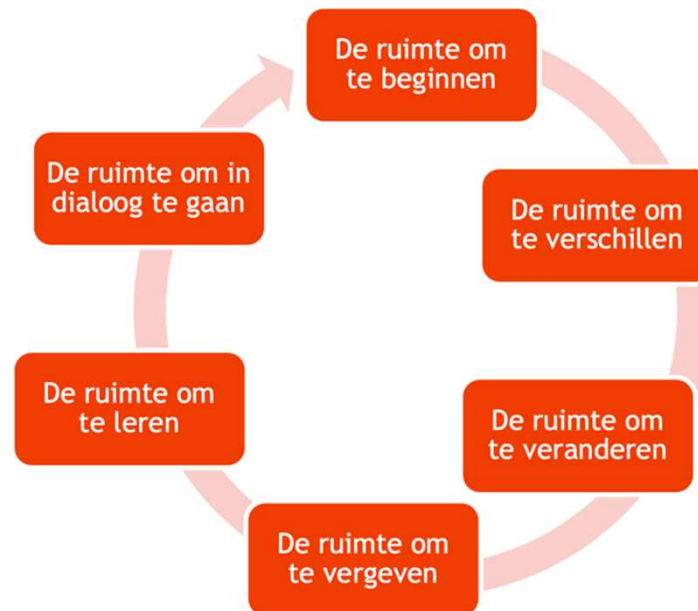 De ruimte om
te beginnen
De ruimte om
te verschillen
De ruimte om
te veranderen
De ruimte om
te vergeven
De ruimte om
te leren
De ruimte om in
dialoog te gaan